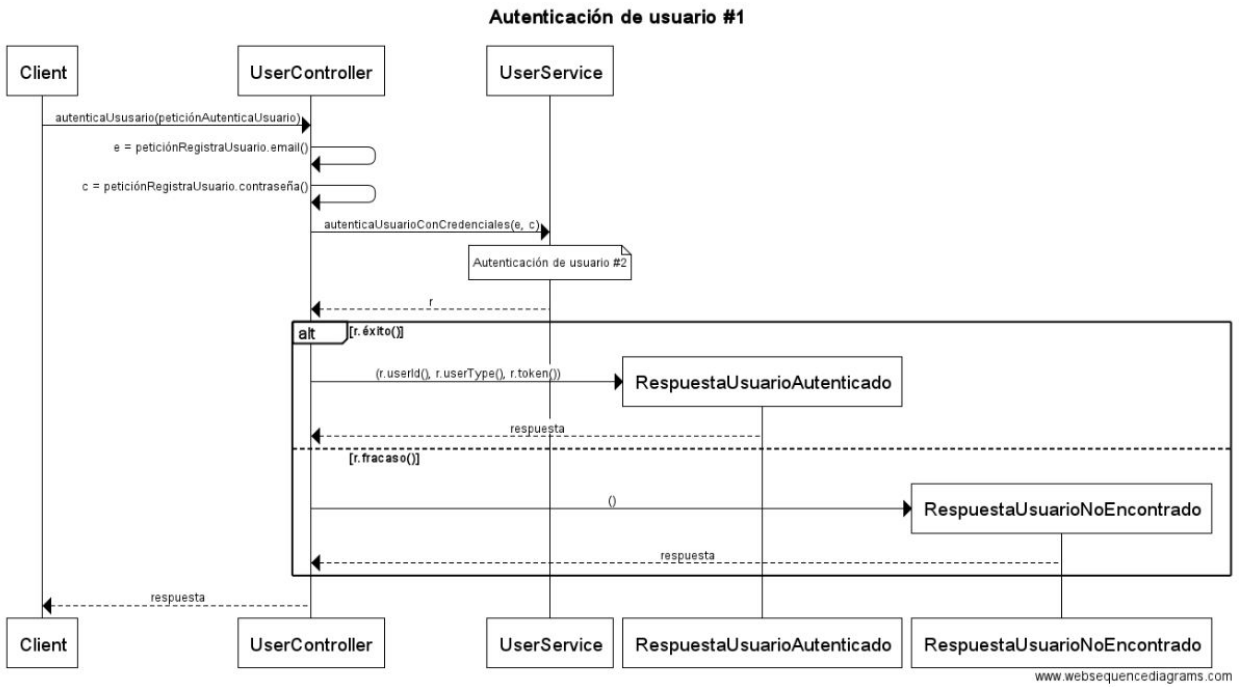 Autenticación de usuario #1
Client
UserController
UserService
autenticaUsusario(peticiónAutenticaUsuario)
e = peticiónRegistraUsuario.email()
c = peticiónRegistraUsuario.contraseña()
autenticaUsuarioConCredenciales(e, c)
Autenticación de usuario #2
r
alt
[r.éxito()]
(r.userId(), r.userType(), r.token())
RespuestaUsuarioAutenticado
respuesta
[r.fracaso()]
()
RespuestaUsuarioNoEncontrado
respuesta
respuesta
Client
UserController
UserService
RespuestaUsuarioAutenticado
RespuestaUsuarioNoEncontrado
www.websequencediagrams.com